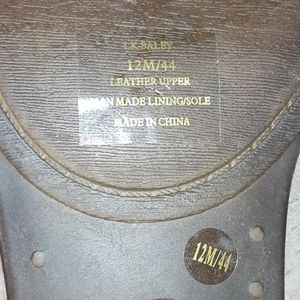 J.K.BALEY
12M/44
LEATHER UPPER
MAN MADE LINING/SOLE
MADE IN CHINA
12M/44